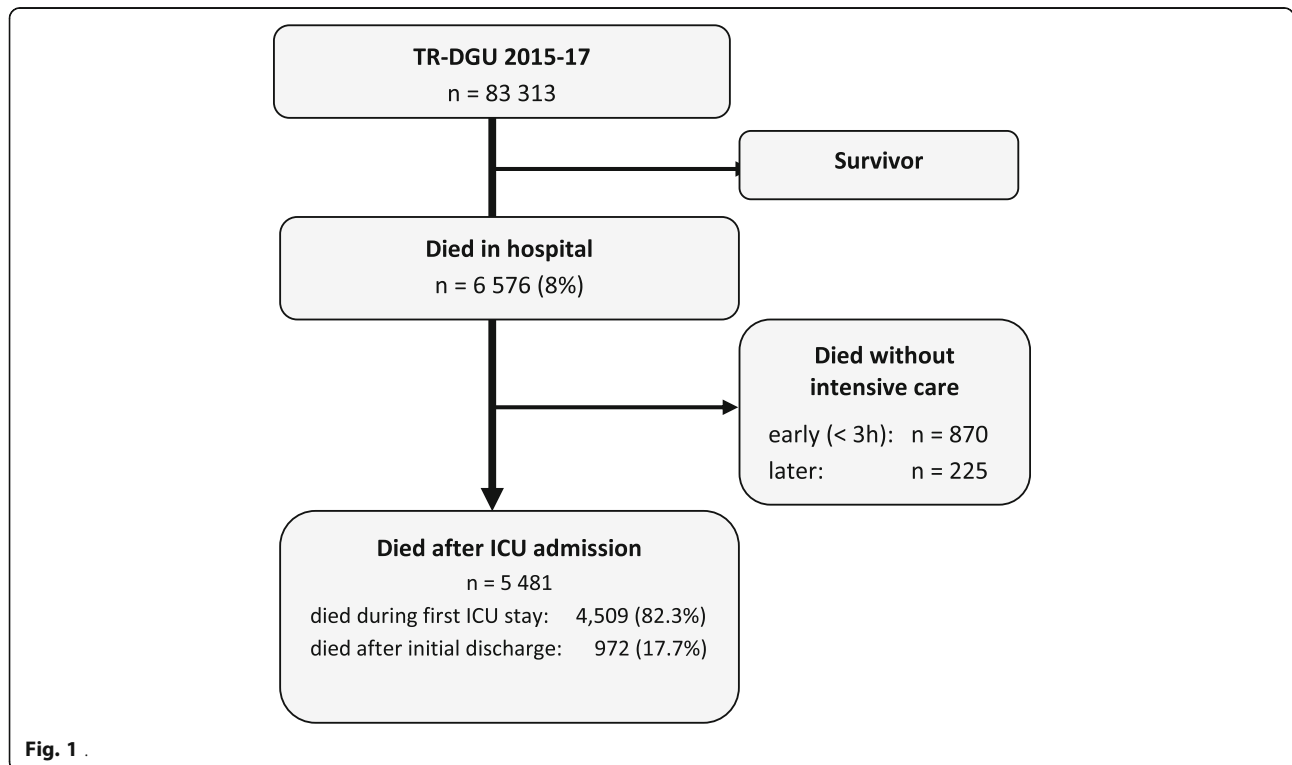 TR-DGU 2015-17
n = 83 313
Survivor
Died in hospital
n = 6 576 (8%)
Died without
intensive care
early (< 3h): n = 870
later: n = 225
Died after ICU admission
n = 5 481
died during first ICU stay: 4,509 (82.3%)
died after initial discharge: 972 (17.7%)
Fig. 1 .